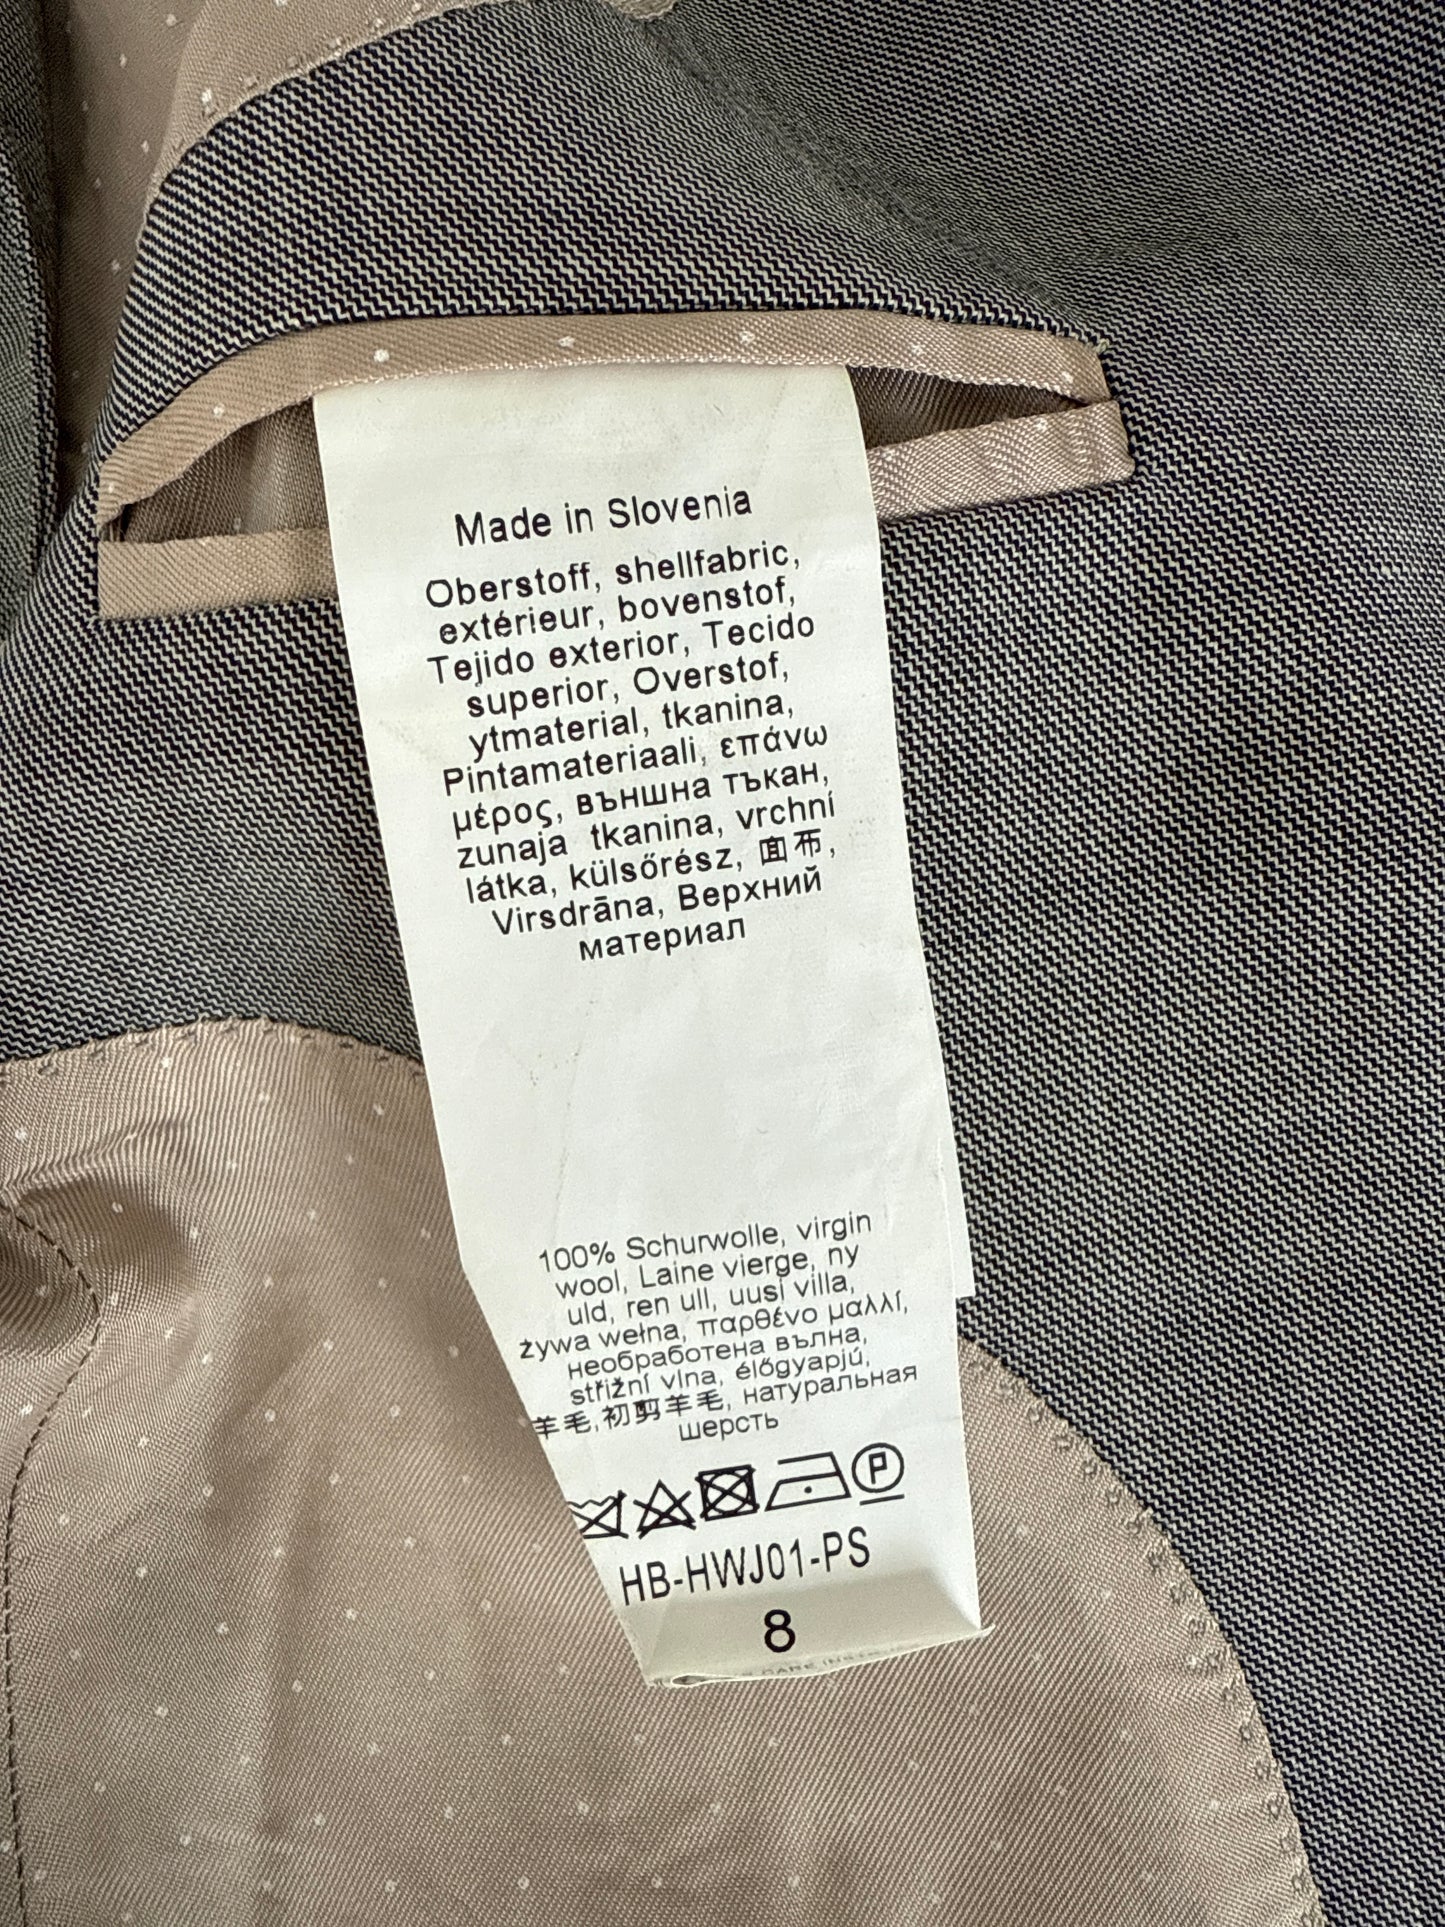 Made in Slovenia
Oberstoff, shellfabric,
extérieur, bovenstof,
Tejido exterior, Tecido
superior, Overstof,
ytmaterial, tkanina,
Pintamateriaali, επάνω
μέρος, външна тъкан,
zunaja tkanina, vrchní
látka, külsőrész, 面布,
Virsdrāna, Верхний
материал
100% Schurwolle, virgin
wool, Laine vierge, ny
uld, ren ull, uusi villa,
żywa wełna, παρθένο μαλλί,
необработена вълна,
střižní vlna, élőgyapjú,
羊毛,初剪羊毛, натуральная
шерсть
P
HB-HWJ01-PS
8